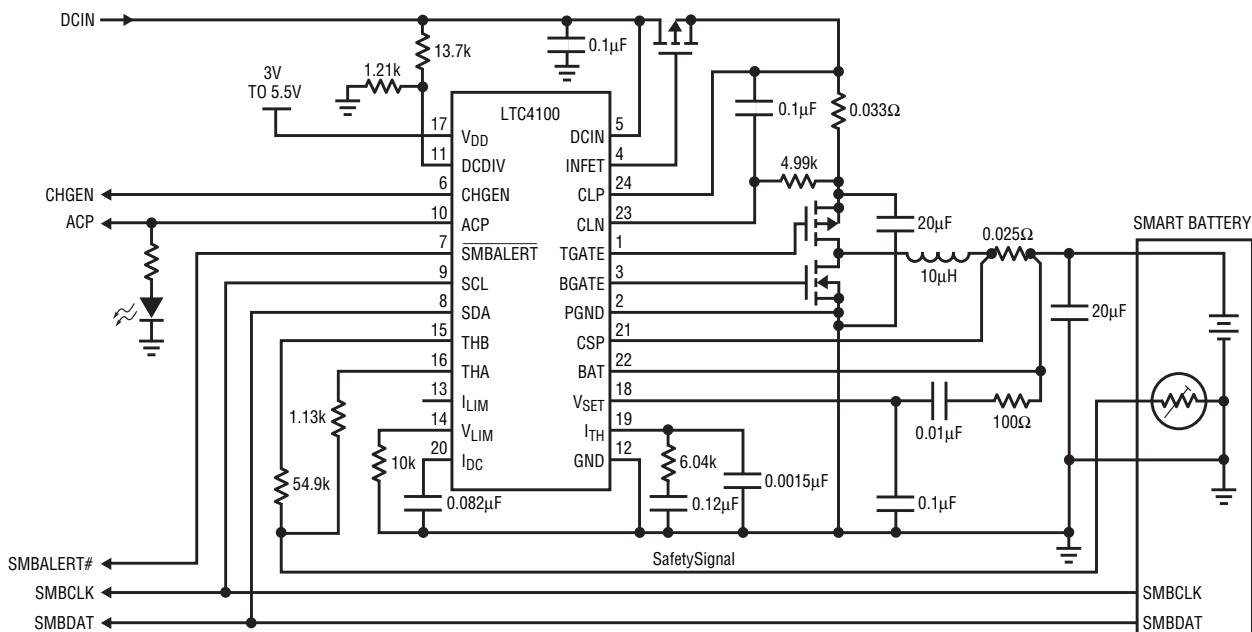 DCIN
0.1µF
13.7k
1.21k
3V
TO 5.5V
LTC4100
17
VDD
11
DCDIV
6
CHGEN
10
ACP
7
SMBALERT
9
SCL
8
SDA
15
THB
16
THA
13
ILIM
14
VLIM
20
IDC
5
DCIN
4
INFET
24
CLP
23
CLN
1
TGATE
3
BGATE
2
PGND
21
CSP
22
BAT
18
VSET
19
ITH
12
GND
CHGEN
ACP
0.1µF
0.033Ω
4.99k
20µF
0.025Ω
10µH
SMART BATTERY
20µF
1.13k
54.9k
10k
0.082µF
0.01µF
100Ω
6.04k
0.12µF
0.0015µF
0.1µF
SafetySignal
SMBALERT#
SMBCLK
SMBDAT
SMBCLK
SMBDAT